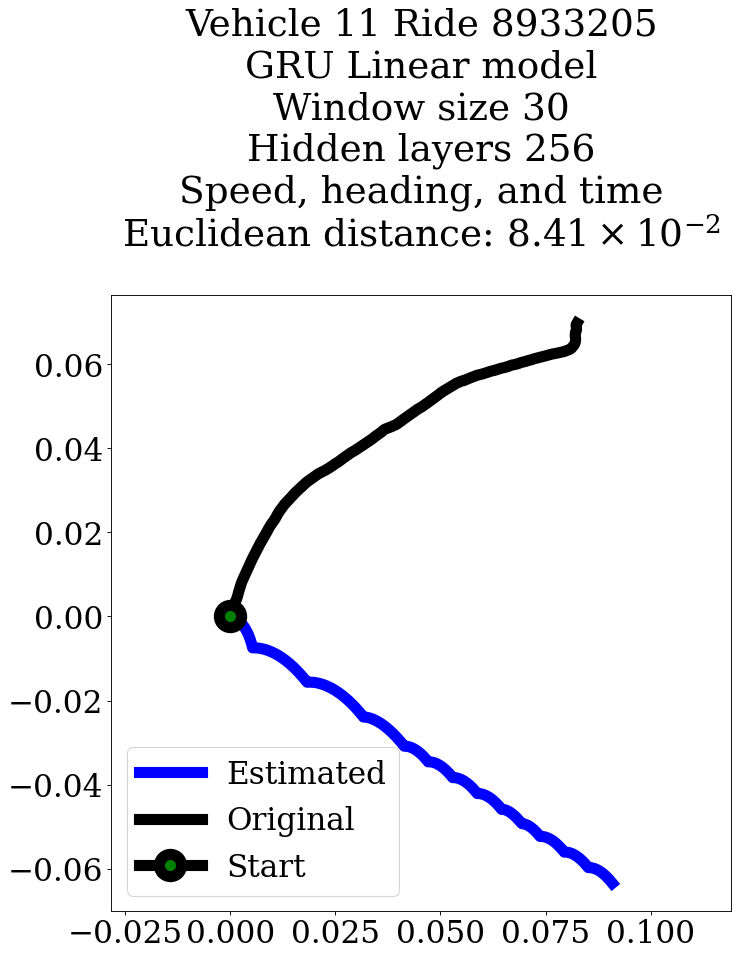 Vehicle 11 Ride 8933205
GRU Linear model
Window size 30
Hidden layers 256
Speed, heading, and time
Euclidean distance: 8.41 × 10⁻²
0.06
0.04
0.02
0.00
−0.02
−0.04
−0.06
Estimated
Original
Start
−0.025 0.000 0.025 0.050 0.075 0.100